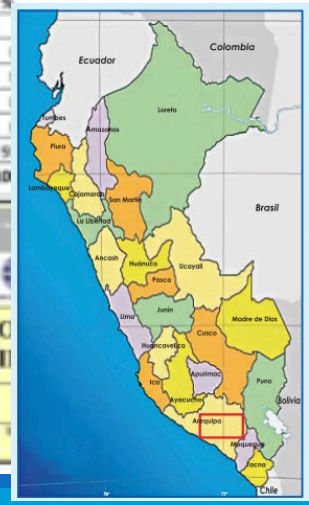 Colombia
Ecuador
Loreto
Tumbes
Amazonas
Piura
Lambayeque
Cajamarca
San Martín
Brasil
La Libertad
Ancash
Huánuco
Ucayali
Pasco
Lima
Junín
Madre de Dios
Cusco
Huancavelica
Apurímac
Ica
Ayacucho
Puno
Bolivia
Arequipa
Moquegua
Tacna
Chile